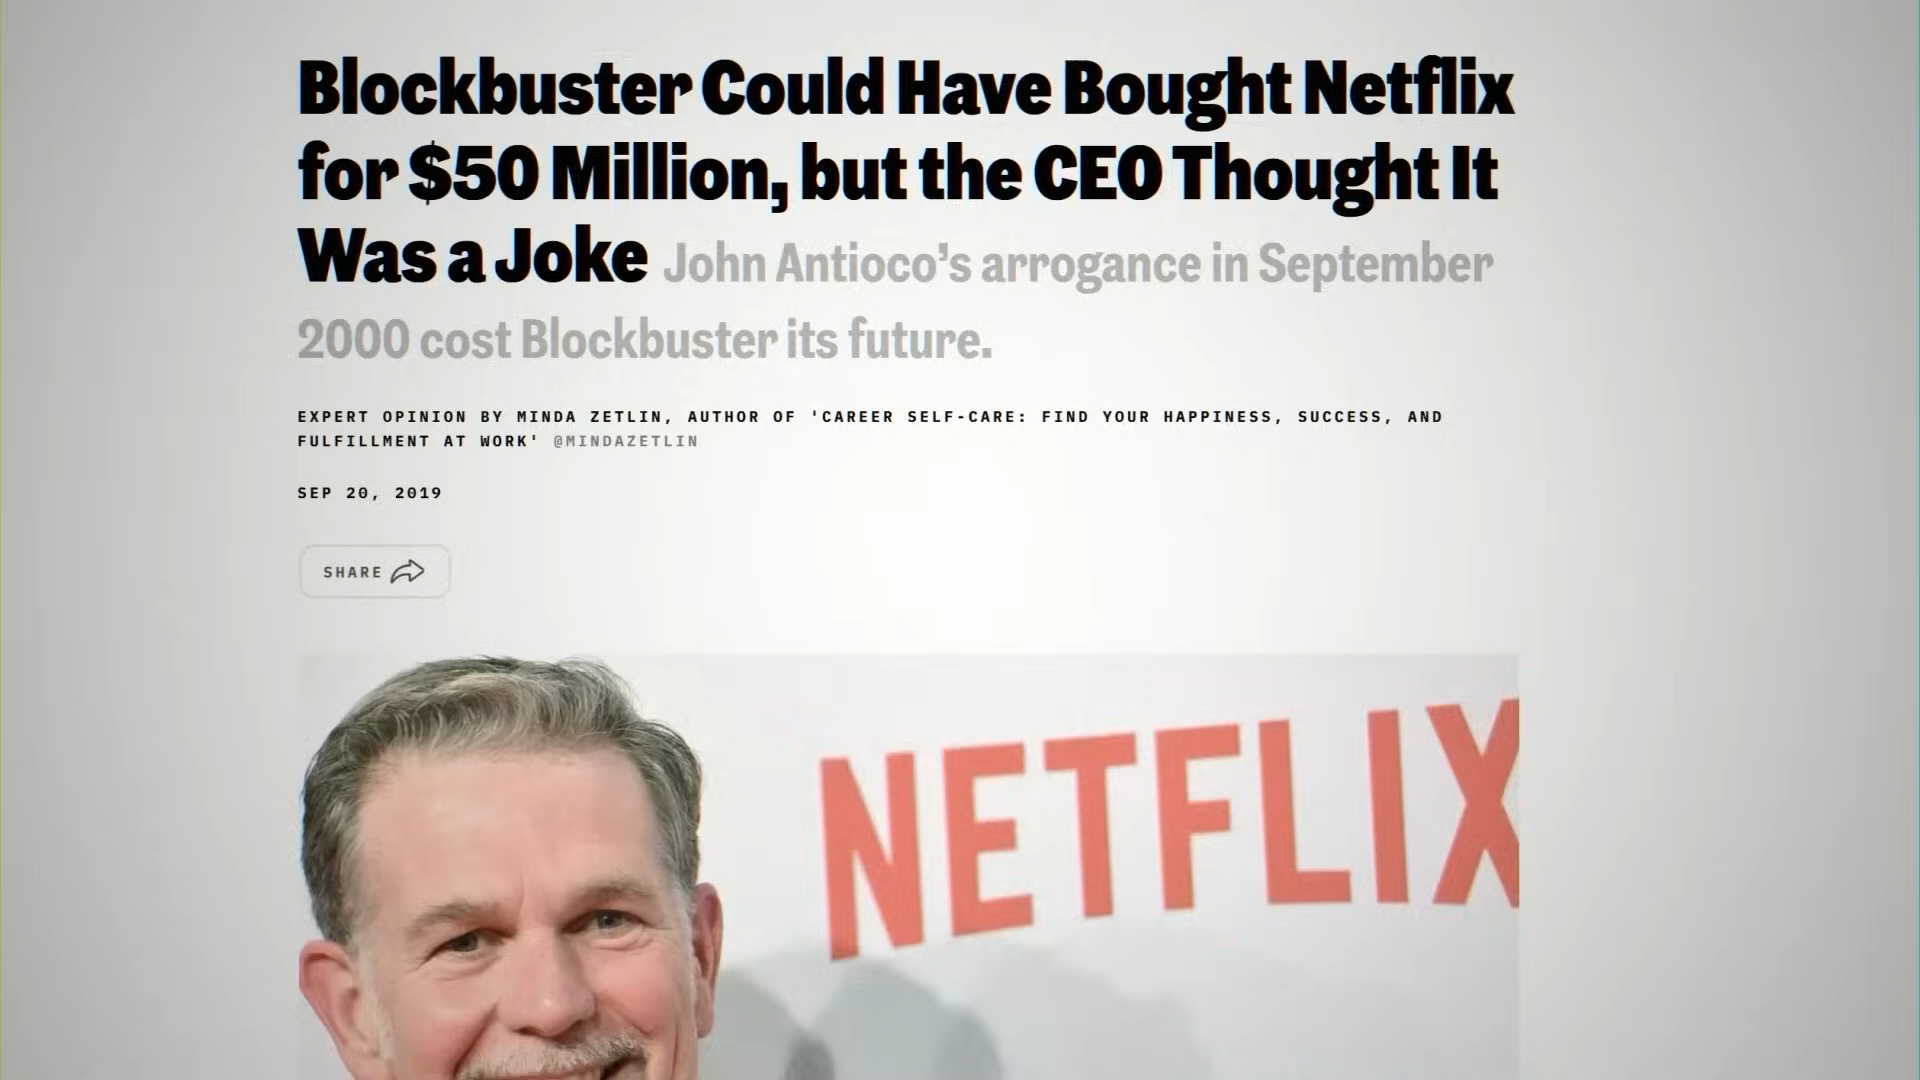 Blockbuster Could Have Bought Netflix
for $50 Million, but the CEO Thought It
Was a Joke John Antioco’s arrogance in September
2000 cost Blockbuster its future.
EXPERT OPINION BY MINDA ZETLIN, AUTHOR OF 'CAREER SELF-CARE: FIND YOUR HAPPINESS, SUCCESS, AND
FULFILLMENT AT WORK' @MINDAZETLIN
SEP 20, 2019
SHARE
NETFLIX